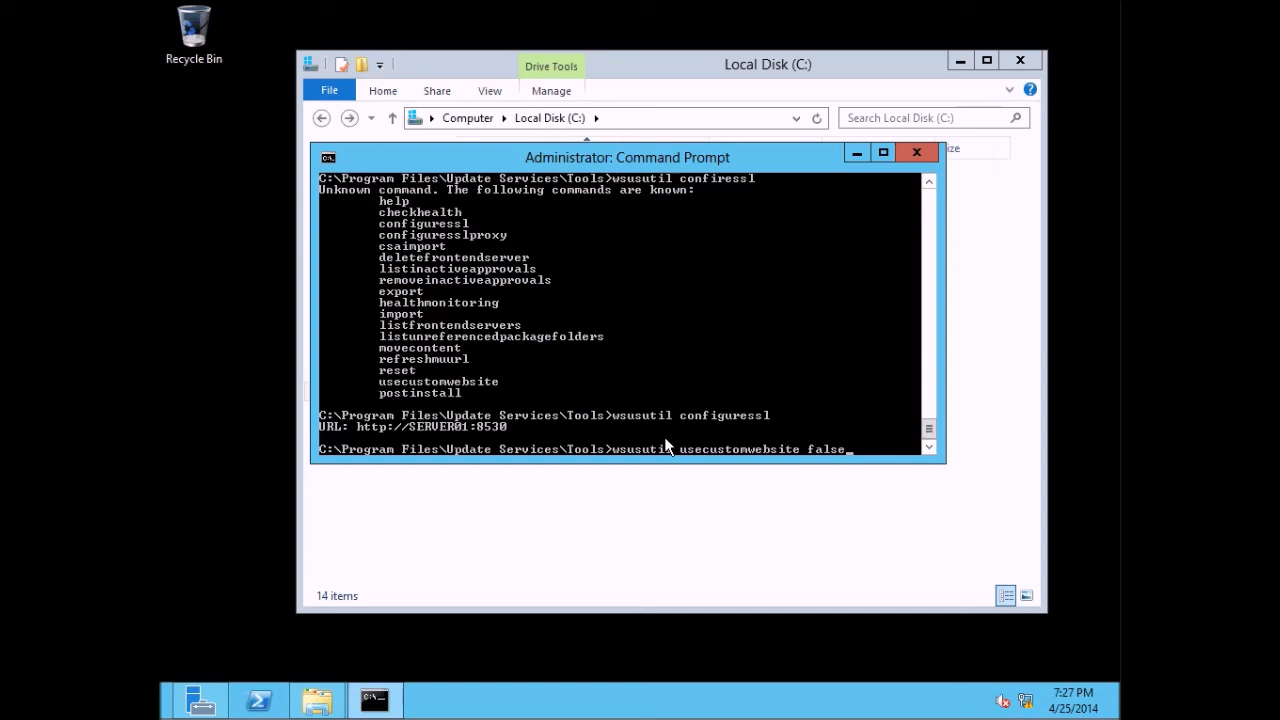 Recycle Bin
Drive Tools
Local Disk (C:)
File
Home
Share
View
Manage
Computer
Local Disk (C:)
Search Local Disk (C:)
ize
Administrator: Command Prompt
C:\Program Files\Update Services\Tools>wsusutil confiressl
Unknown command. The following commands are known:
help
checkhealth
configuressl
configuresslproxy
csaimport
deletefrontendserver
listinactiveapprovals
removeinactiveapprovals
export
healthmonitoring
import
listfrontendservers
listunreferencedpackagefolders
movecontent
refreshmuurl
reset
usecustomwebsite
postinstall
C:\Program Files\Update Services\Tools>wsusutil configuressl
URL: http://SERVER01:8530
C:\Program Files\Update Services\Tools>wsusutil usecustomwebsite false_
14 items
7:27 PM
4/25/2014